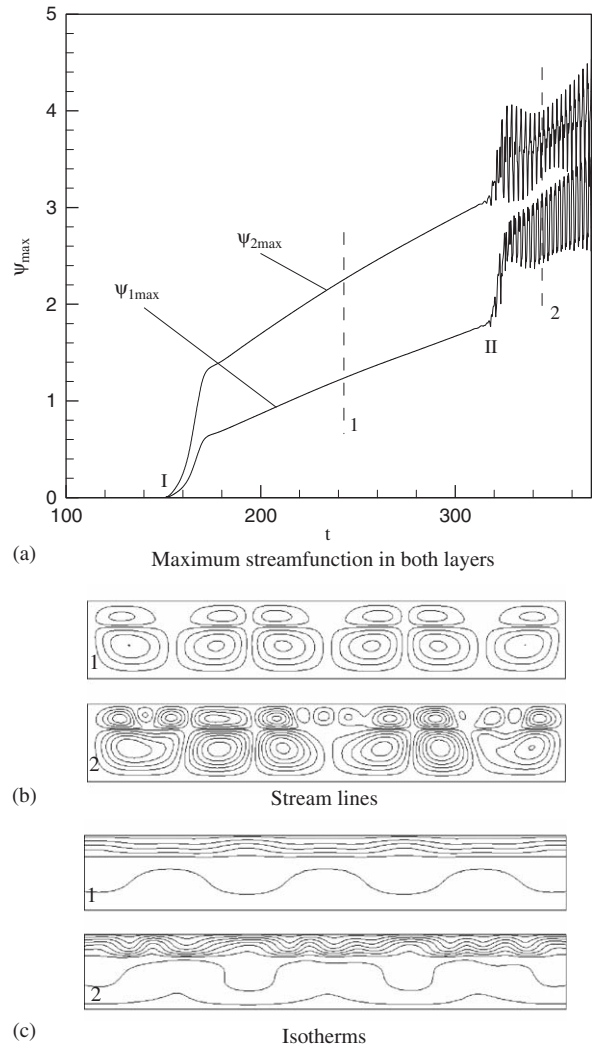 5
4
3
2
1
0
100
200
300
t
Ψmax
Ψ2max
Ψ1max
I
II
1
2
(a)
Maximum streamfunction in both layers
1
2
(b)
Stream lines
1
2
(c)
Isotherms